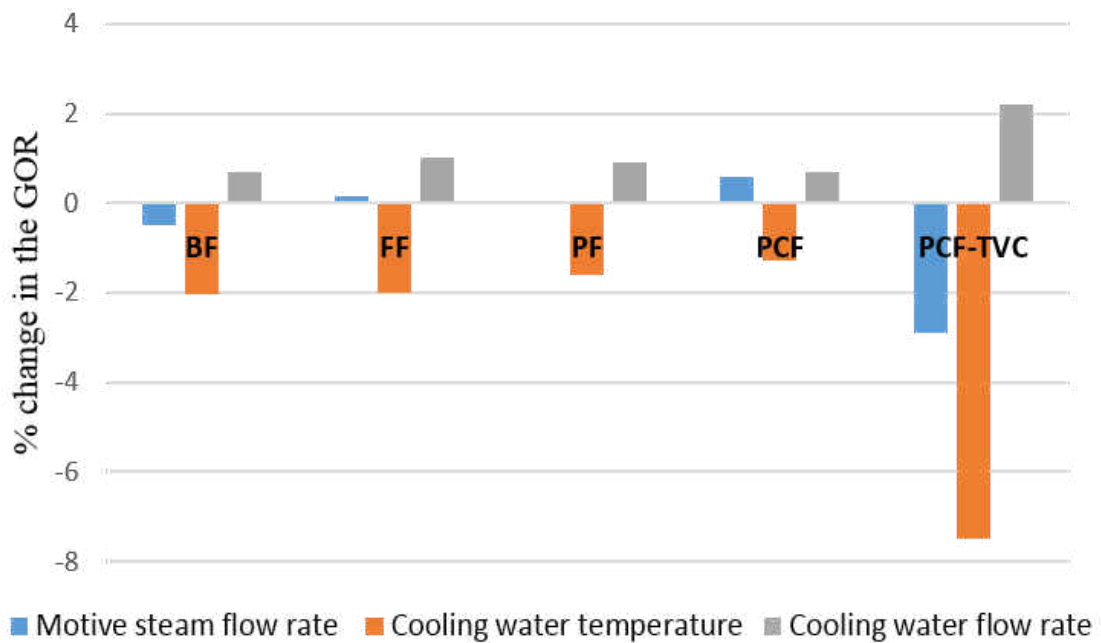 % change in the GOR
4
2
0
-2
-4
-6
-8
BF FF PF PCF PCF-TVC
Motive steam flow rate Cooling water temperature Cooling water flow rate